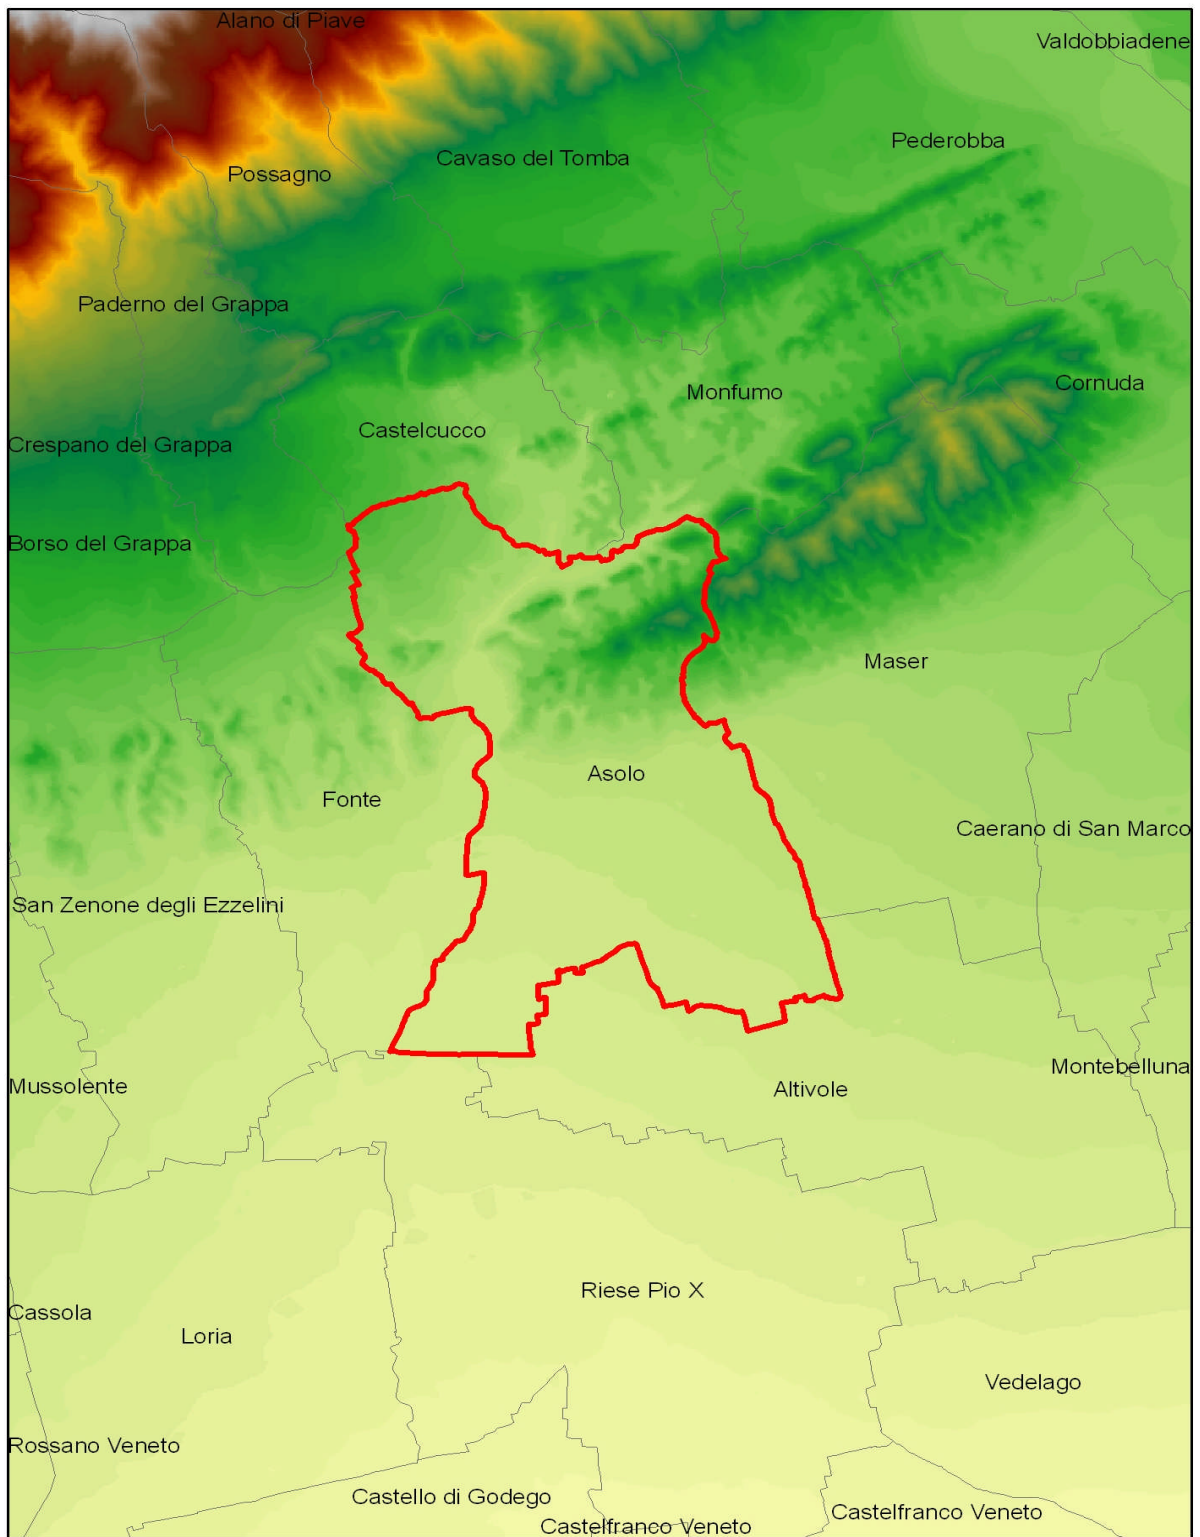 Alano di Piave
Valdobbiadene
Pederobba
Cavaso del Tomba
Possagno
Paderno del Grappa
Cornuda
Monfumo
Castelcucco
Crespano del Grappa
Borso del Grappa
Maser
Asolo
Fonte
Caerano di San Marco
San Zenone degli Ezzelini
Montebelluna
Mussolente
Altivole
Riese Pio X
Cassola
Loria
Vedelago
Rossano Veneto
Castello di Godego
Castelfranco Veneto
Castelfranco Veneto